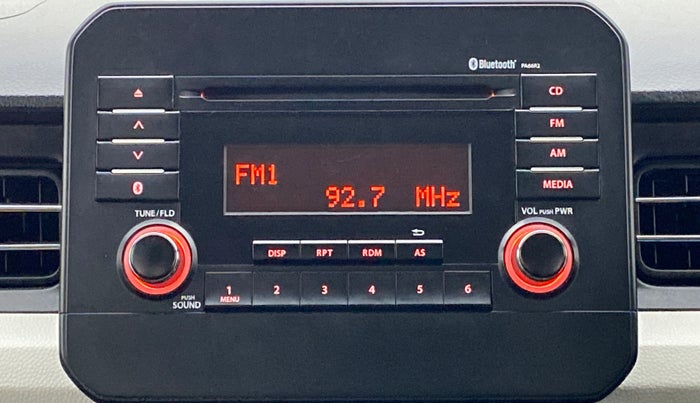 Bluetooth® PA66R2
CD
FM
AM
MEDIA
FM1
92.7 MHz
TUNE/FLD
VOL PUSH PWR
DISP RPT RDM AS
PUSH SOUND
1 2 3 4 5 6
MENU